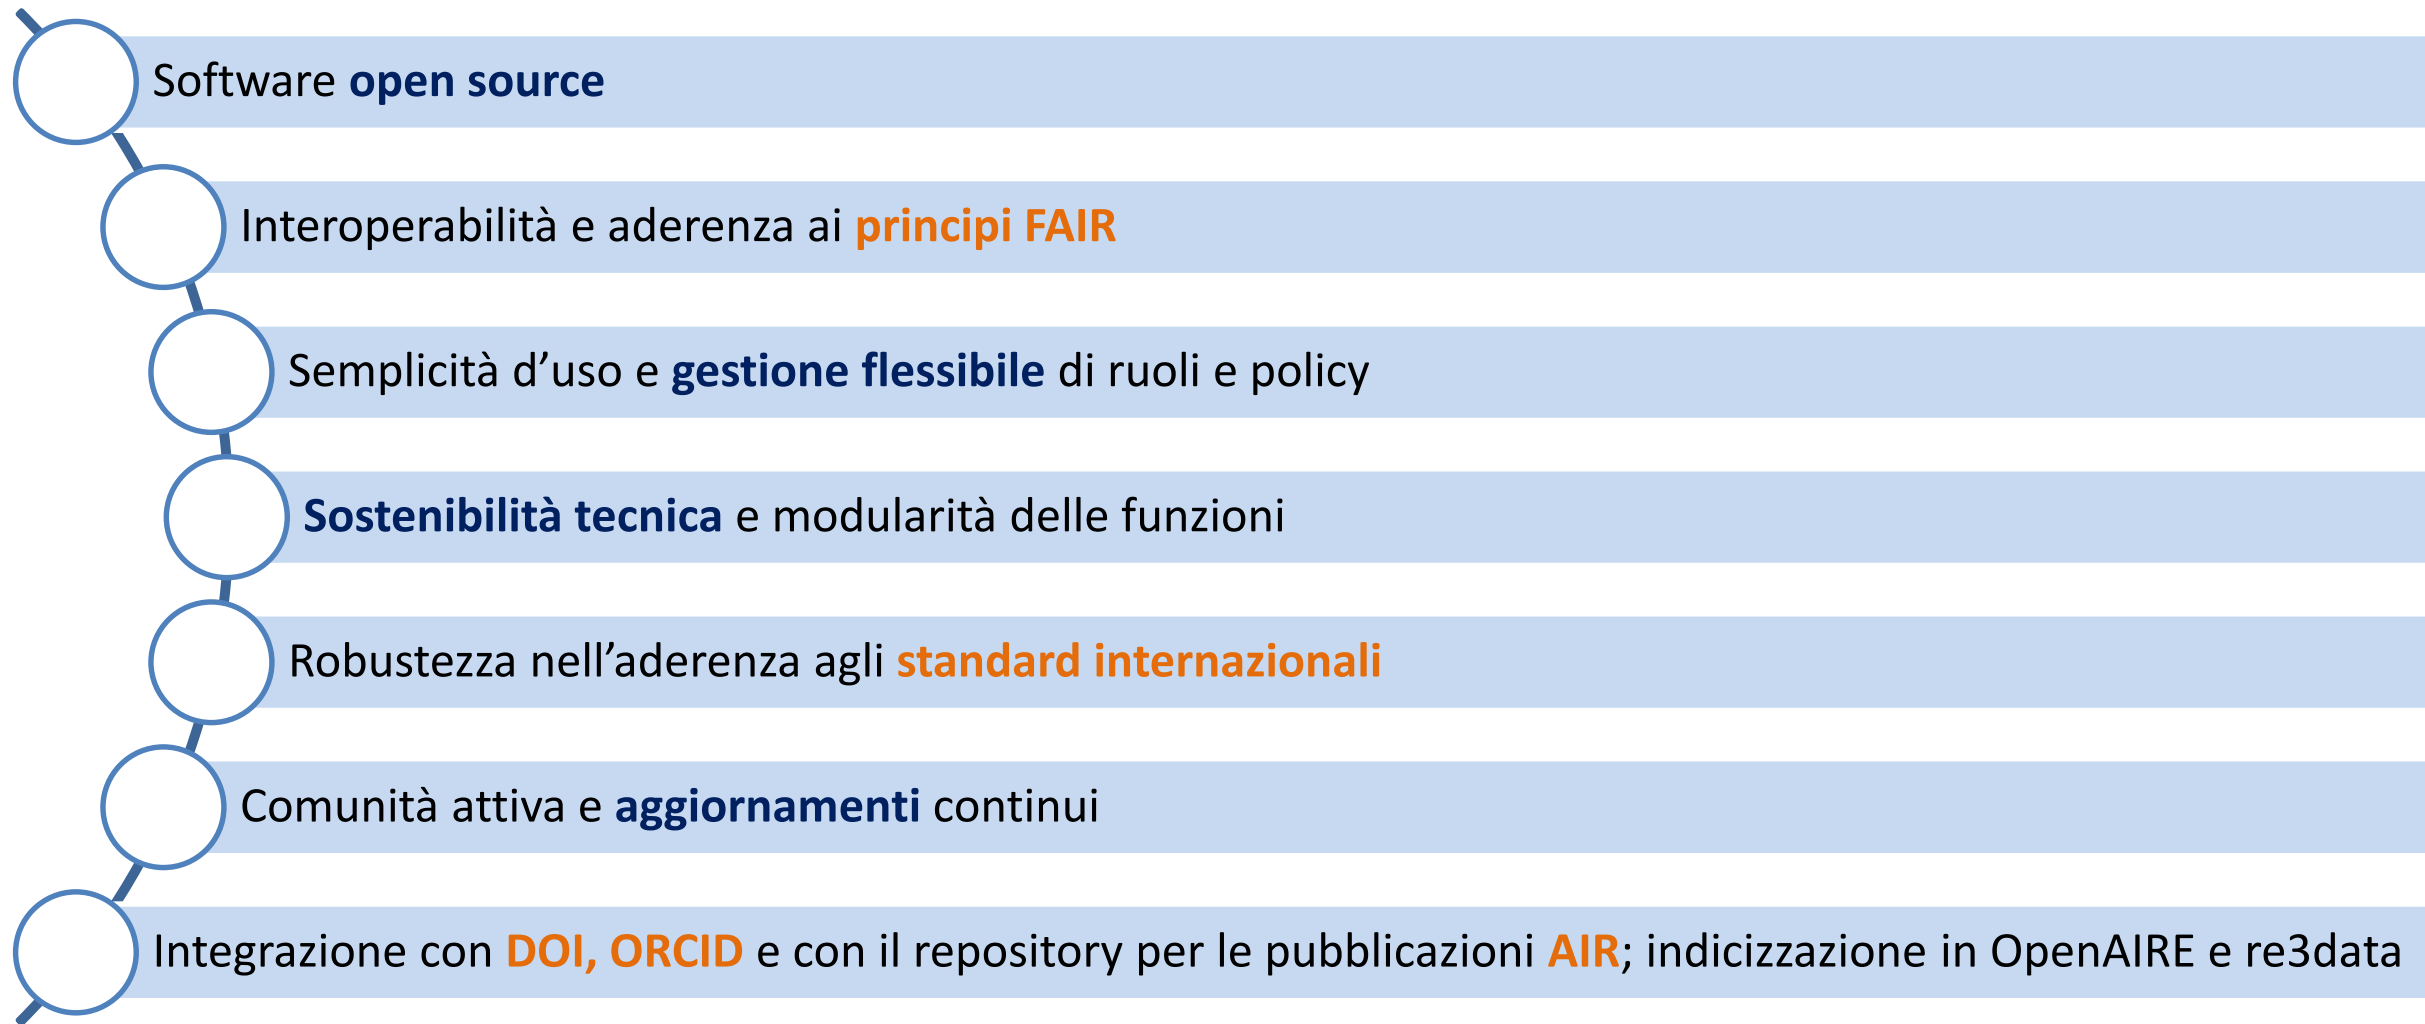 Software open source
Interoperabilità e aderenza ai principi FAIR
Semplicità d’uso e gestione flessibile di ruoli e policy
Sostenibilità tecnica e modularità delle funzioni
Robustezza nell’aderenza agli standard internazionali
Comunità attiva e aggiornamenti continui
Integrazione con DOI, ORCID e con il repository per le pubblicazioni AIR; indicizzazione in OpenAIRE e re3data